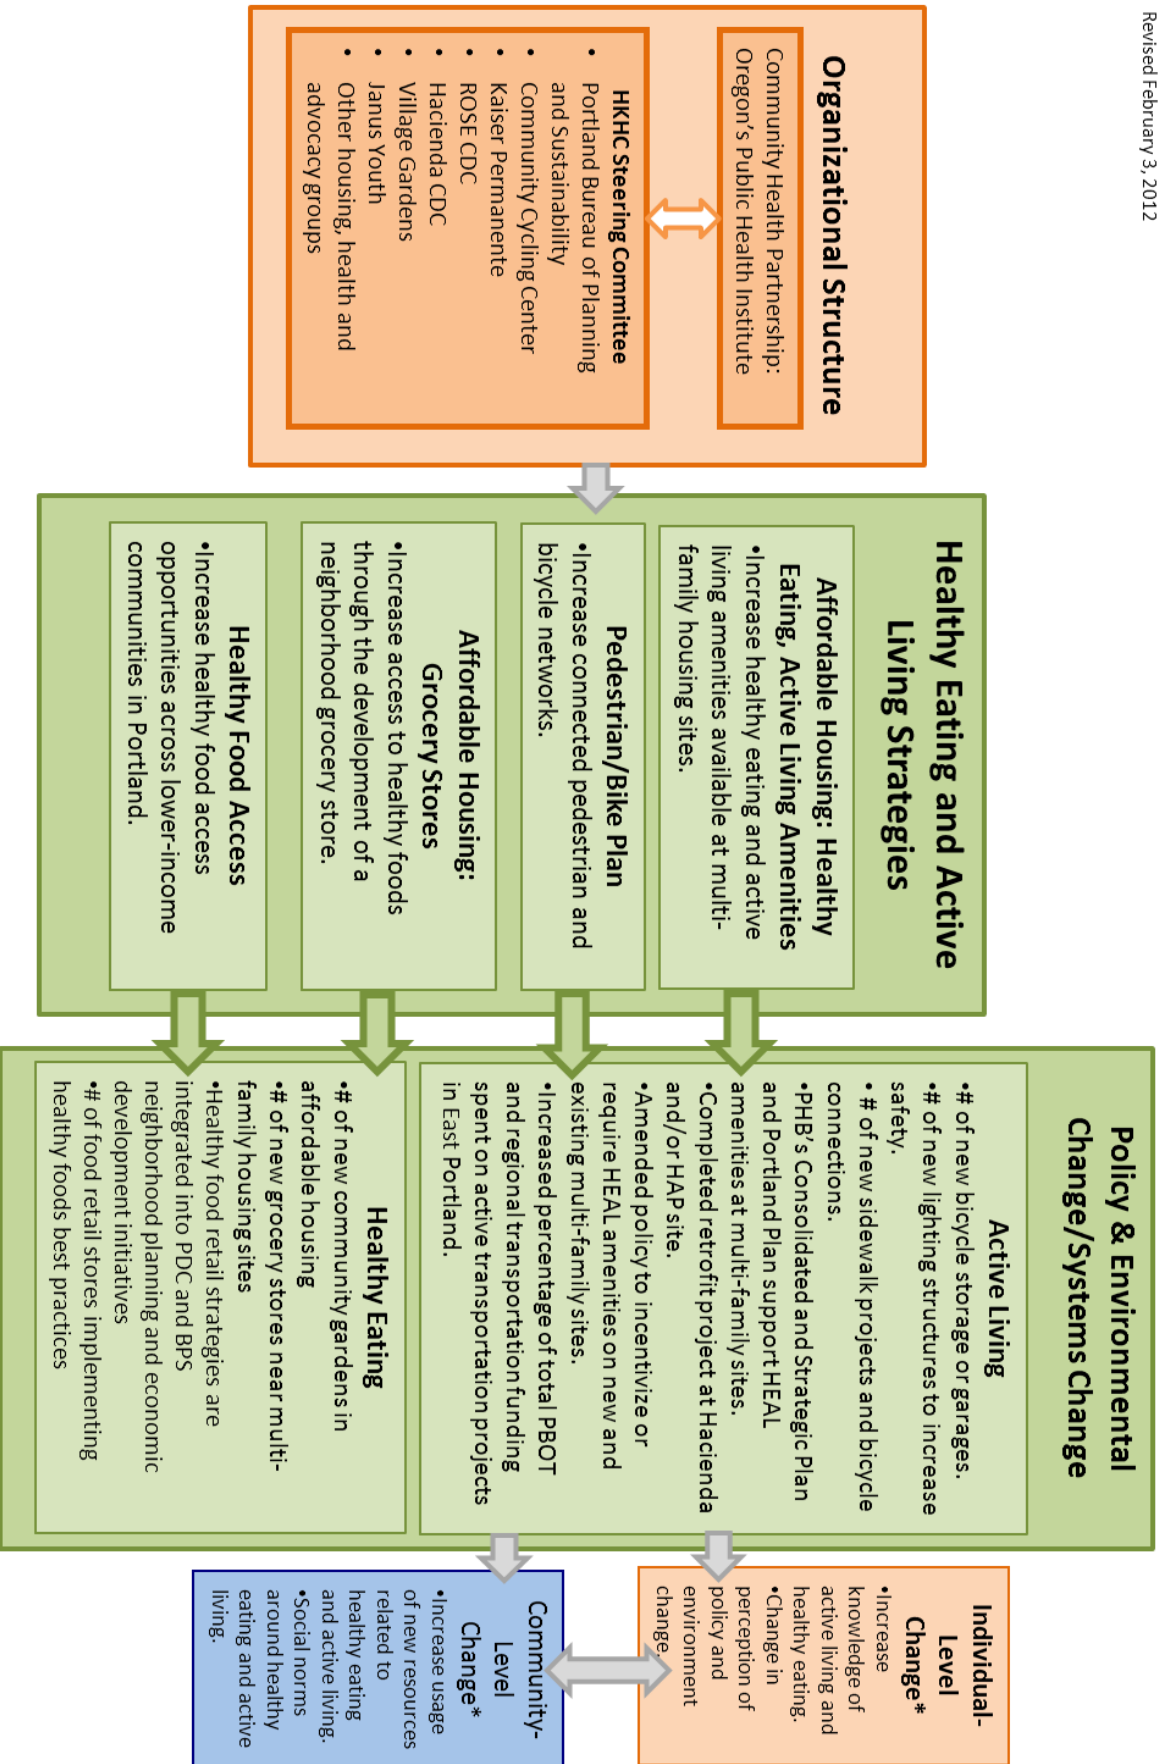 Revised February 3, 2012
Organizational Structure
Community Health Partnership:
Oregon's Public Health Institute
HKHC Steering Committee
• Portland Bureau of Planning
and Sustainability
• Community Cycling Center
• Kaiser Permanente
• ROSE CDC
• Hacienda CDC
• Village Gardens
• Janus Youth
• Other housing, health and
advocacy groups
Healthy Eating and Active
Living Strategies
Affordable Housing: Healthy
Eating, Active Living Amenities
•Increase healthy eating and active
living amenities available at multi-
family housing sites.
Pedestrian/Bike Plan
•Increase connected pedestrian and
bicycle networks.
Affordable Housing:
Grocery Stores
•Increase access to healthy foods
through the development of a
neighborhood grocery store.
Healthy Food Access
•Increase healthy food access
opportunities across lower-income
communities in Portland.
Policy & Environmental
Change/Systems Change
Active Living
•# of new bicycle storage or garages.
•# of new lighting structures to increase
safety.
• # of new sidewalk projects and bicycle
connections.
•PHB's Consolidated and Strategic Plan
and Portland Plan support HEAL
amenities at multi-family sites.
•Completed retrofit project at Hacienda
and/or HAP site.
•Amended policy to incentivize or
require HEAL amenities on new and
existing multi-family sites.
•Increased percentage of total PBOT
and regional transportation funding
spent on active transportation projects
in East Portland.
Healthy Eating
•# of new community gardens in
affordable housing
•# of new grocery stores near multi-
family housing sites
•Healthy food retail strategies are
integrated into PDC and BPS
neighborhood planning and economic
development initiatives
•# of food retail stores implementing
healthy foods best practices
Individual-
Level
Change*
•Increase
knowledge of
active living and
healthy eating.
•Change in
perception of
policy and
environment
change.
Community-
Level
Change*
•Increase usage
of new resources
related to
healthy eating
and active living.
•Social norms
around healthy
eating and active
living.